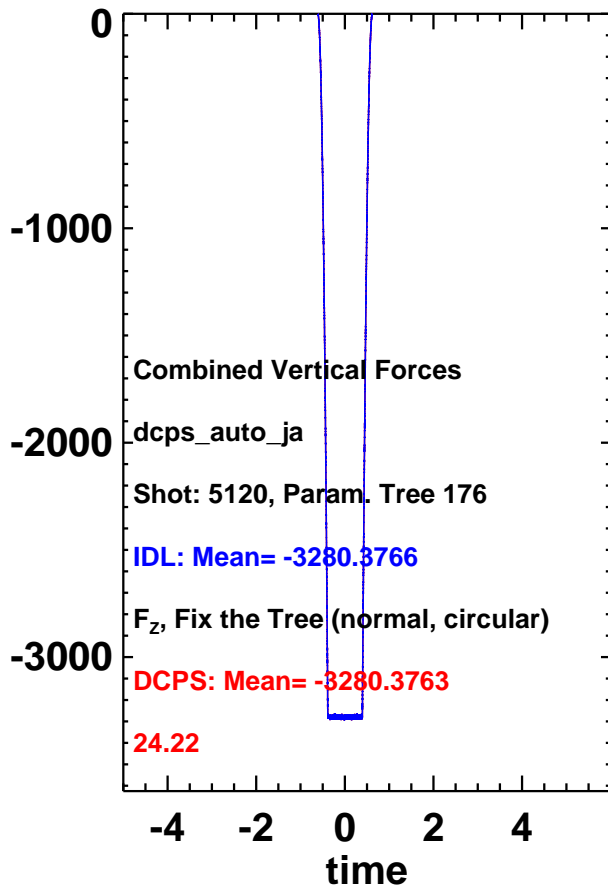 0
-1000
-2000
-3000
Combined Vertical Forces
dcps_auto_ja
Shot: 5120, Param. Tree 176
IDL: Mean= -3280.3766
F_Z, Fix the Tree (normal, circular)
DCPS: Mean= -3280.3763
24.22
-4 -2 0 2 4
time